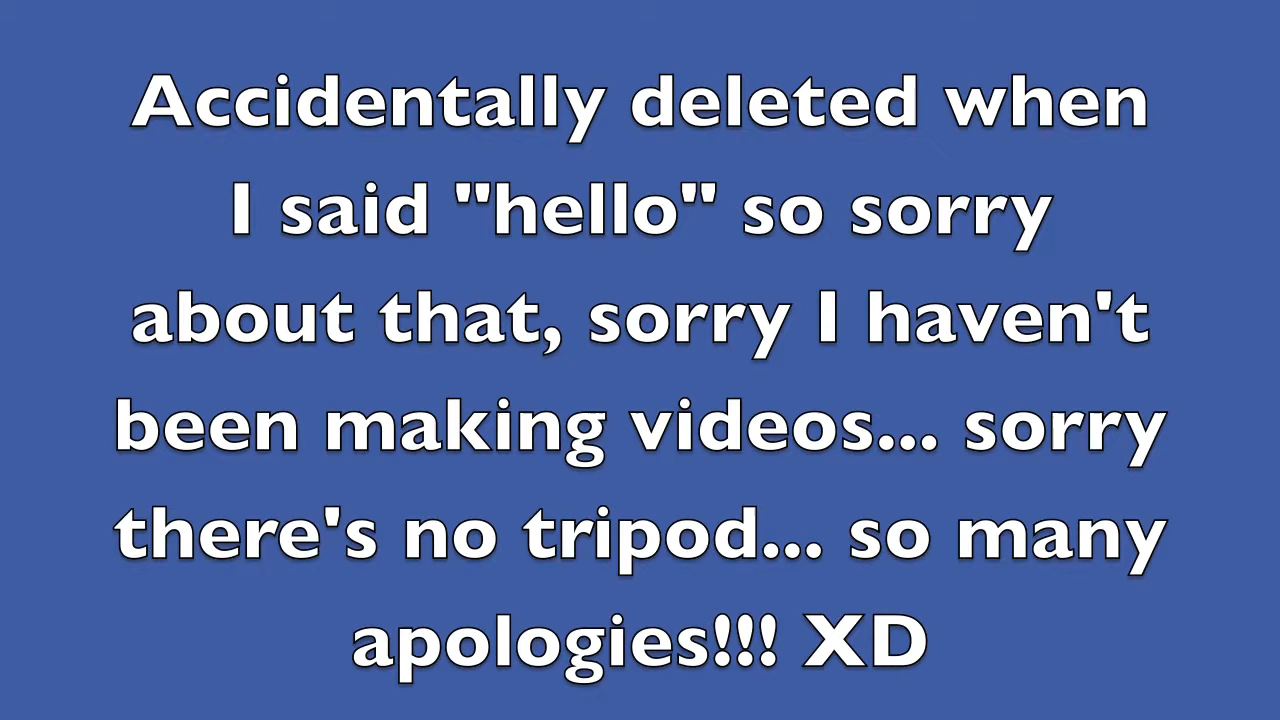 Accidentally deleted when
I said "hello" so sorry
about that, sorry I haven't
been making videos... sorry
there's no tripod... so many
apologies!!! XD